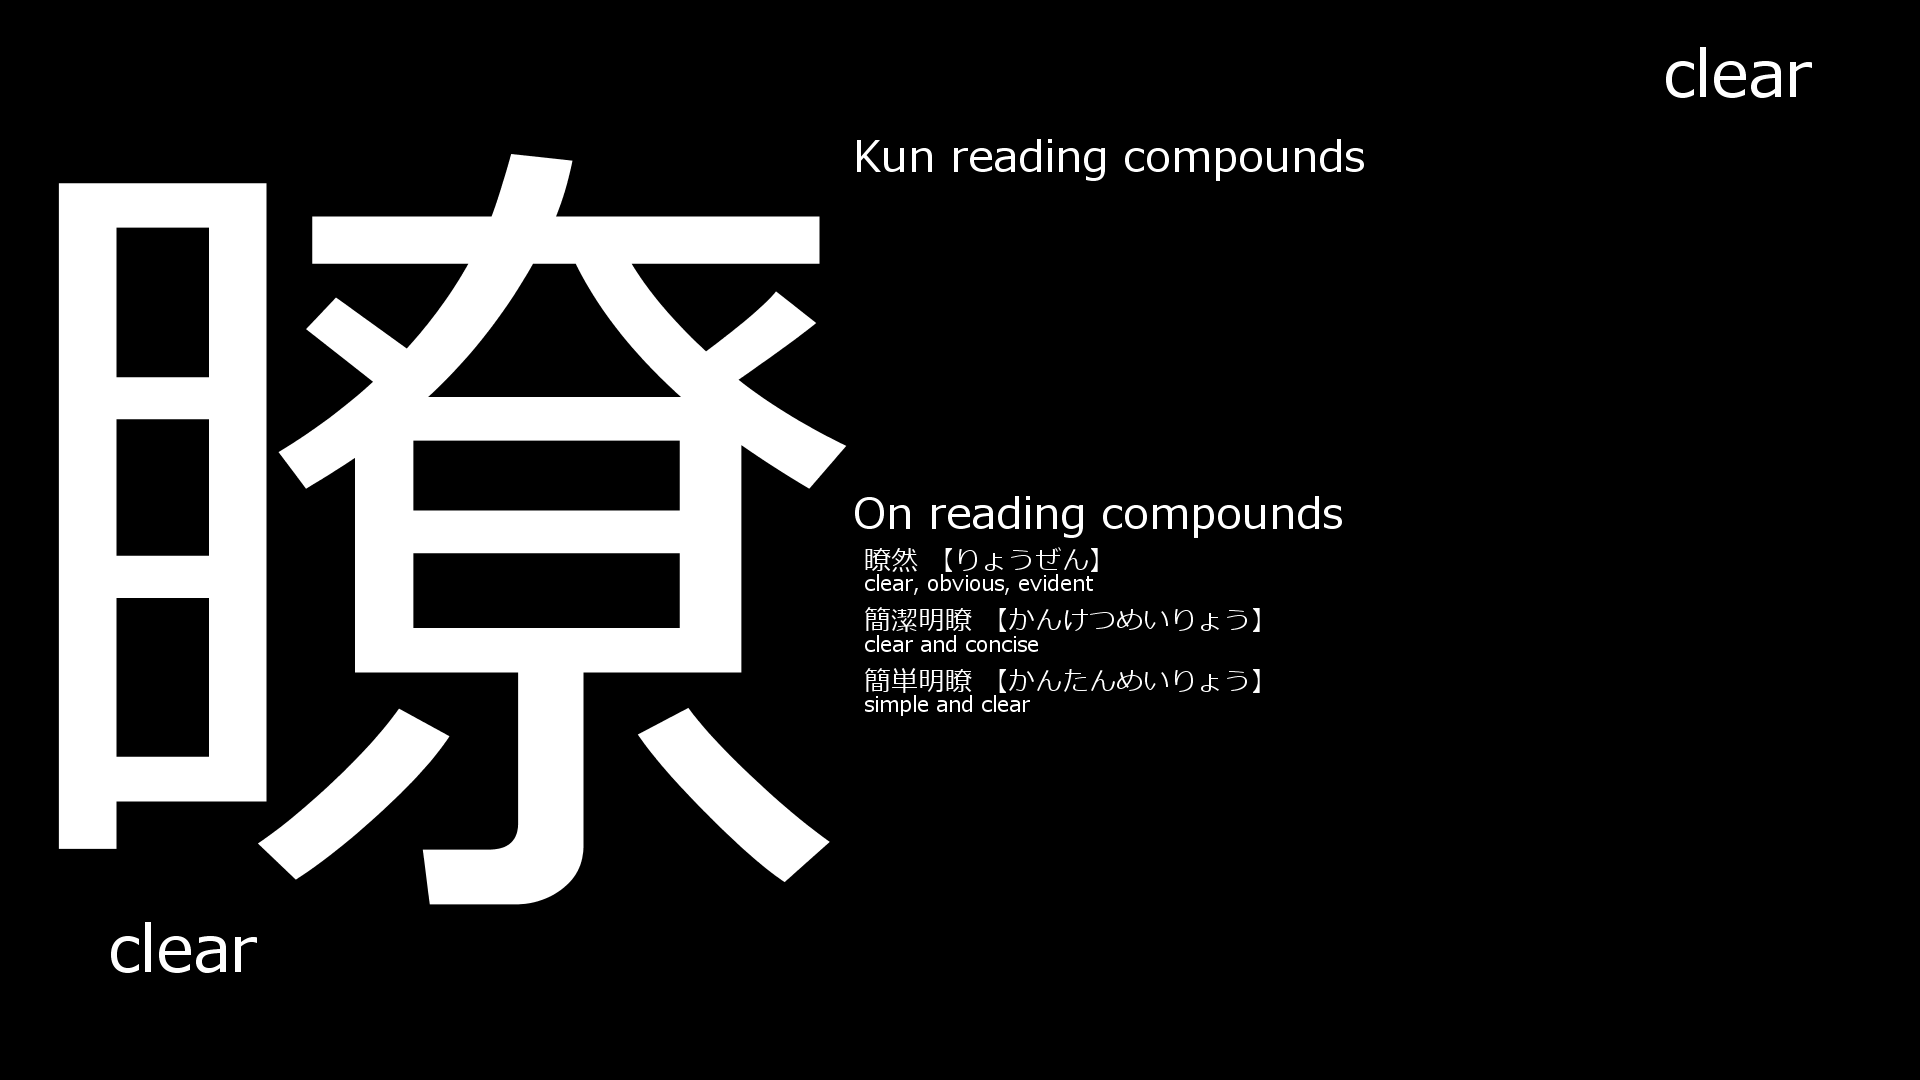 clear
瞭
Kun reading compounds
On reading compounds
瞭然 【りょうぜん】
clear, obvious, evident
簡潔明瞭 【かんけつめいりょう】
clear and concise
簡単明瞭 【かんたんめいりょう】
simple and clear
clear